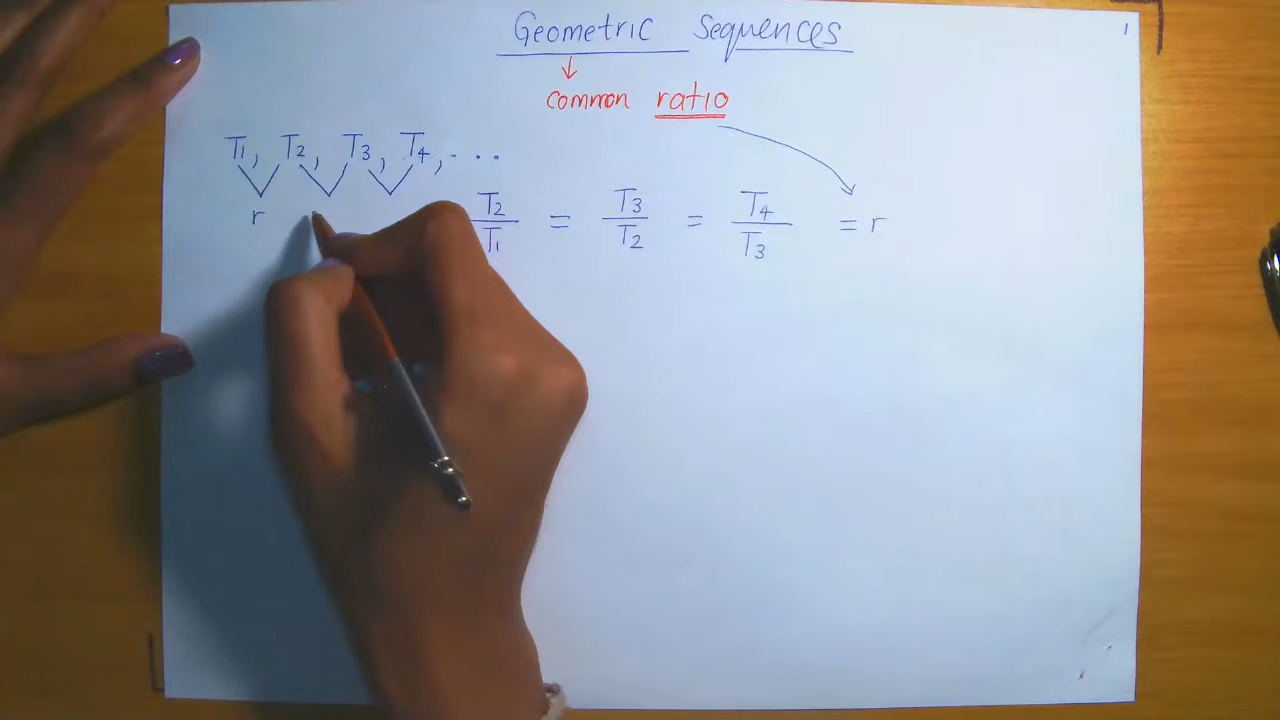 Geometric Sequences 1
↓
common ratio
T1, T2, T3, T4, ...
r
T2/T1 = T3/T2 = T4/T3 = r